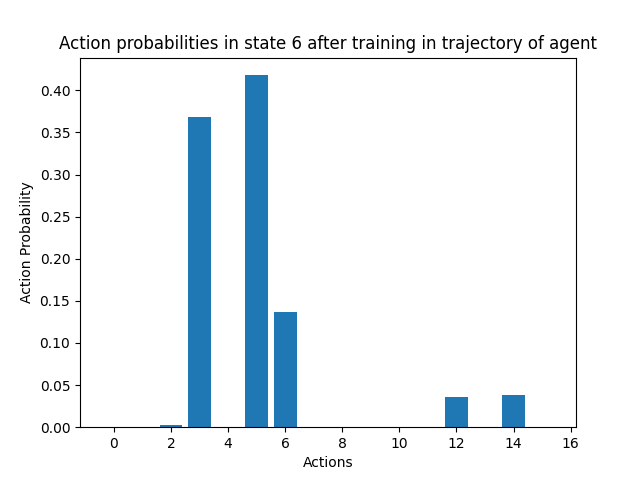 Action probabilities in state 6 after training in trajectory of agent
0.40
0.35
0.30
0.25
0.20
0.15
0.10
0.05
0.00
Action Probability
0 2 4 6 8 10 12 14 16
Actions